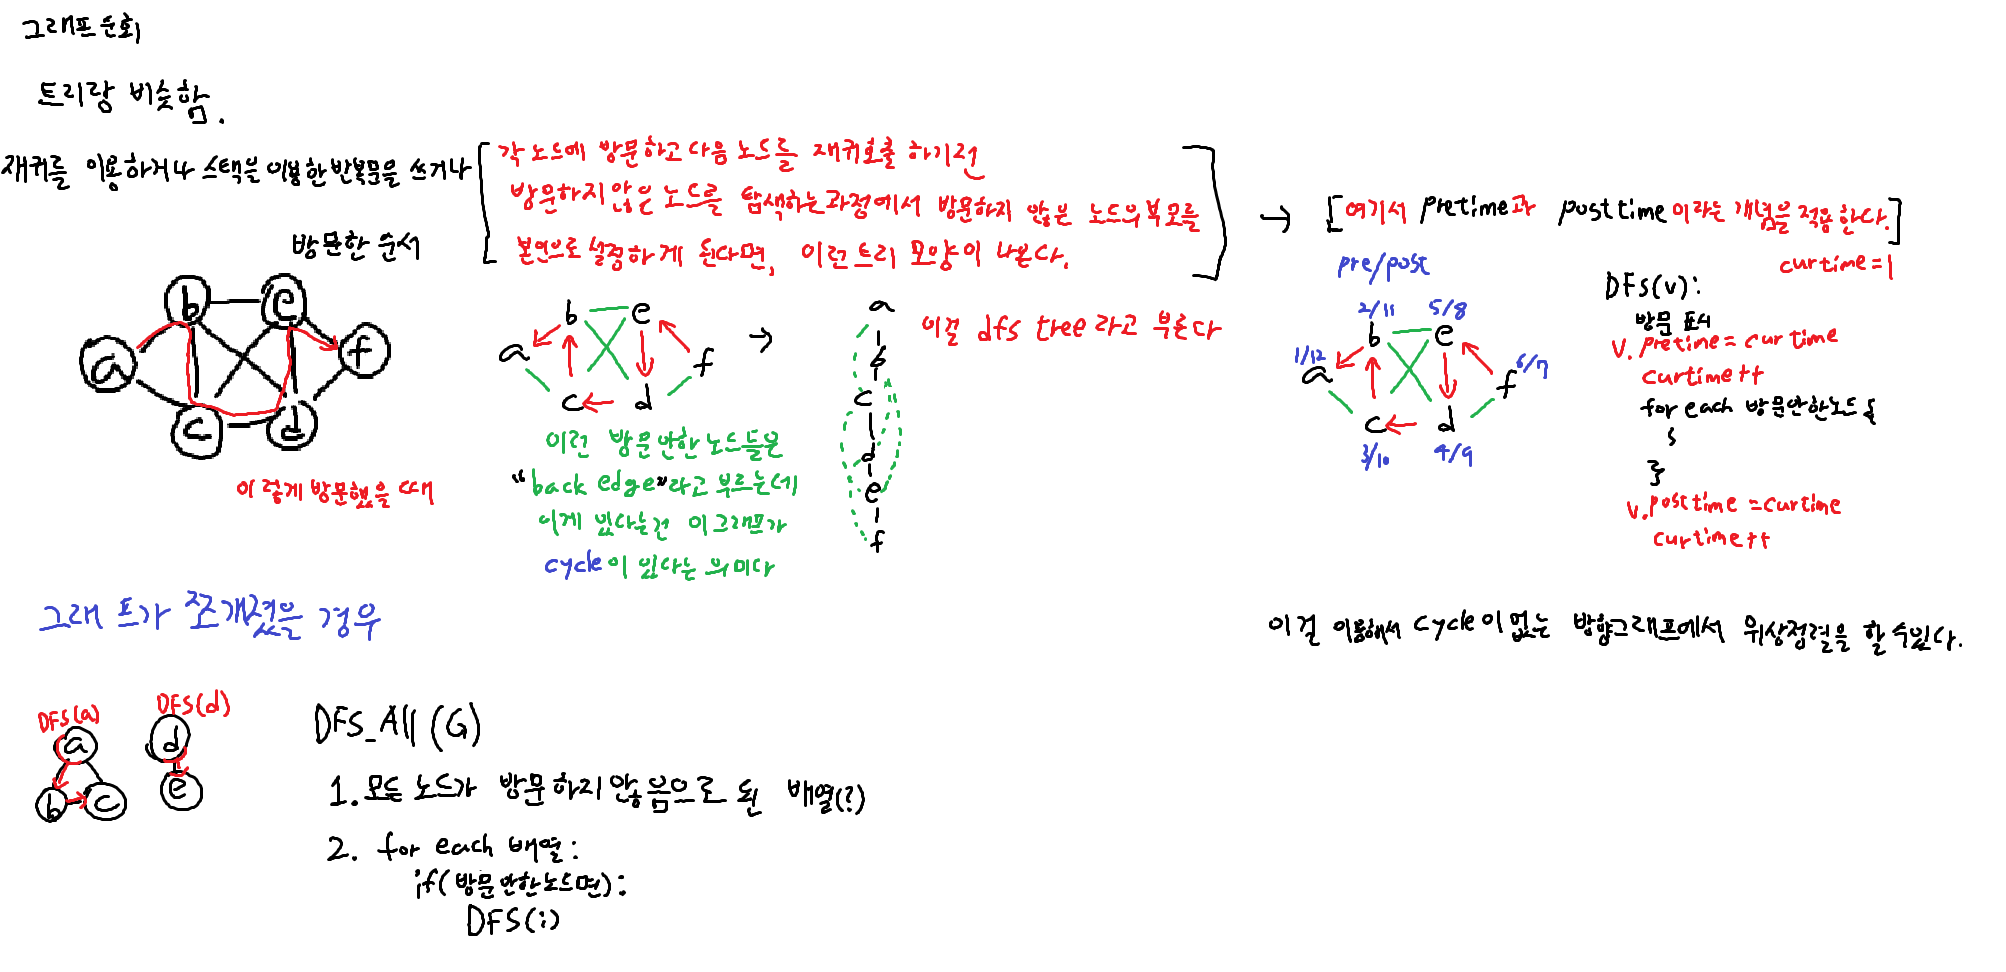 그래프 순회
트리랑 비슷함.
재귀를 이용하거나 스택을 이용한 반복문을 쓰거나
각 노드에 방문하고 다음 노드를 재귀호출 하기전
방문하지 않은 노드를 탐색하는 과정에서 방문하지 않은 노드의 부모를
본인으로 설정하게 된다면, 이런 트리 모양이 나온다.
→ [여기서 pretime과 post time이라는 개념을 적용한다.]
방문한 순서
a b c d e f
이렇게 방문했을 때
a b c d e f
이런 방문안한 노드들은
"back edge"라고 부르는데
이게 있다는건 이 그래프가
cycle이 있다는 의미다
→
a
b
c
d
e
f
이걸 dfs tree 라고 부른다
pre/post
2/11 5/8
b e
1/12 6/7
a f
c d
3/10 4/9
curtime=1
DFS(v):
방문 표시
v.pretime = curtime
curtime++
for each 방문안한노드 {
}
v.posttime = curtime
curtime++
이걸 이용해서 cycle이 없는 방향그래프에서 위상정렬을 할 수 있다.
그래프가 쪼개졌을 경우
DFS(a) DFS(d)
a d
b c e
DFS_All (G)
1. 모든 노드가 방문하지 않음으로 된 배열(?)
2. for each 배열:
if(방문안한노드면):
DFS(i)